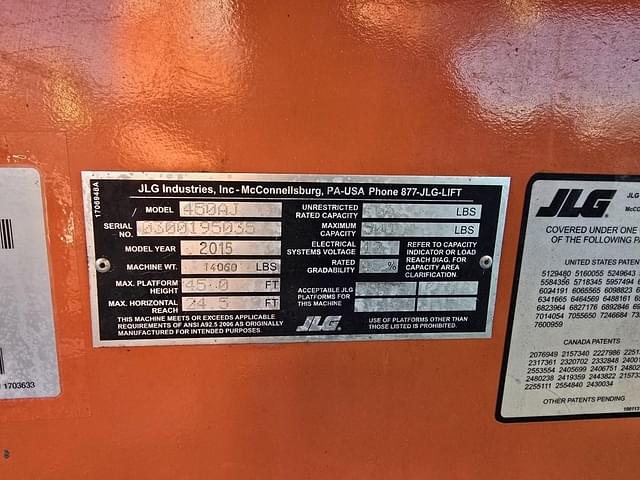 1706948A
JLG Industries, Inc - McConnellsburg, PA-USA Phone 877-JLG-LIFT
MODEL 450AJ
SERIAL NO. 0300195035
MODEL YEAR 2015
MACHINE WT. 14060 LBS
MAX. PLATFORM HEIGHT 45.0 FT
MAX. HORIZONTAL REACH 24.5 FT
THIS MACHINE MEETS OR EXCEEDS APPLICABLE
REQUIREMENTS OF ANSI A92.5 2006 AS ORIGINALLY
MANUFACTURED FOR INTENDED PURPOSES.
UNRESTRICTED RATED CAPACITY LBS
MAXIMUM CAPACITY LBS
ELECTRICAL SYSTEMS VOLTAGE
RATED GRADABILITY %
REFER TO CAPACITY
INDICATOR OR LOAD
REACH DIAG. FOR
CAPACITY AREA
CLARIFICATION.
ACCEPTABLE JLG
PLATFORMS FOR
THIS MACHINE
JLG
USE OF PLATFORMS OTHER THAN
THOSE LISTED IS PROHIBITED.
JLG JLG
COVERED UNDER ONE
OF THE FOLLOWING
UNITED STATES
5129480 5160055 5249643
5584356 5718345 5957494
6034191 6065565 6098823
6341665 6464569 6488161
6823964 6827176 6892846
7014054 7055650 7246684
7600959
CANADA PATENTS
2076949 2157340 2227986
2317361 2320702 2332848
2553554 2405699 2406751
2480238 2419359 2443822
2255111 2554840 2430034
OTHER PATENTS PENDING
1703633